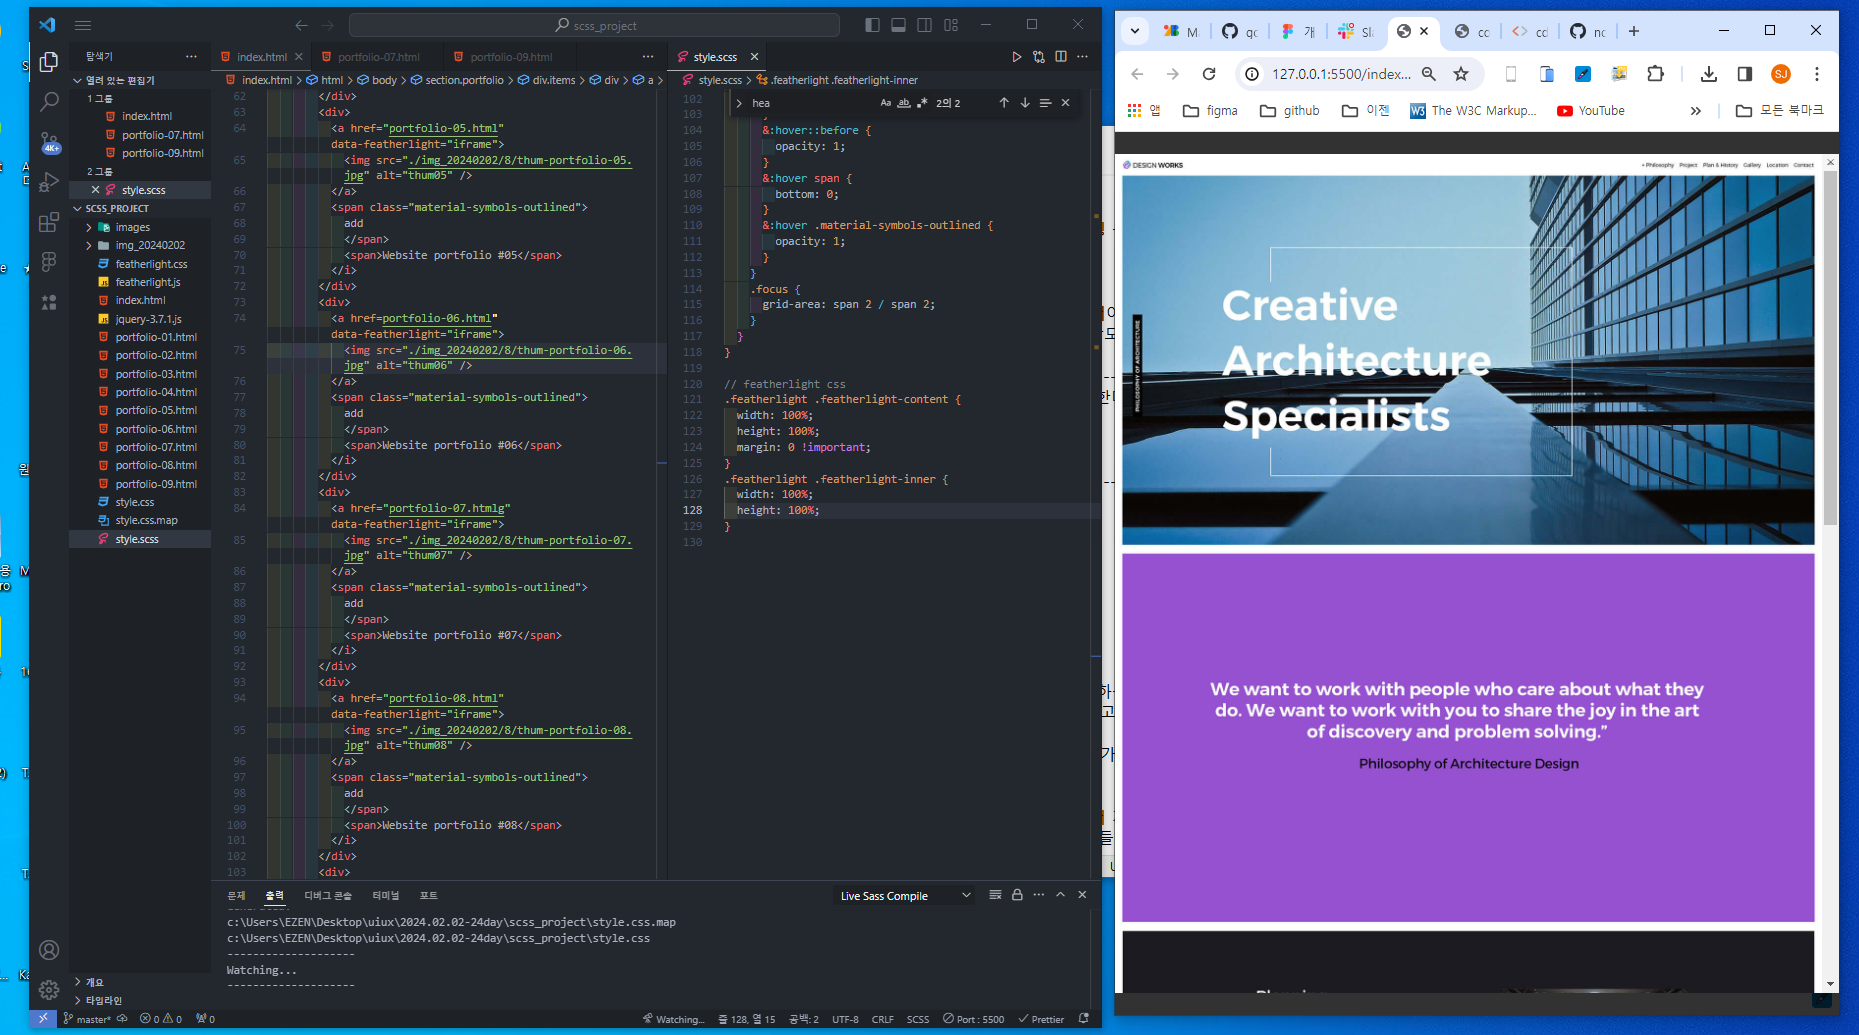 scss_project
탐색기
열려 있는 편집기
1 그룹
index.html
portfolio-07.html
portfolio-09.html
2 그룹
style.scss
SCSS_PROJECT
images
img_20240202
featherlight.css
featherlight.js
index.html
jquery-3.7.1.js
portfolio-01.html
portfolio-02.html
portfolio-03.html
portfolio-04.html
portfolio-05.html
portfolio-06.html
portfolio-07.html
portfolio-08.html
portfolio-09.html
style.css
style.css.map
style.scss
개요
타임라인
4K+
index.html
portfolio-07.html
portfolio-09.html
index.html > html > body > section.portfolio > div.items > div > a >
62 </div>
63 <div>
64 <a href="portfolio-05.html"
data-featherlight="iframe">
65 <img src="./img_20240202/8/thum-portfolio-05.
jpg" alt="thum05" />
66 </a>
67 <span class="material-symbols-outlined">
68 add
69 </span>
70 <span>Website portfolio #05</span>
71 </i>
72 </div>
73 <div>
74 <a href=portfolio-06.html"
data-featherlight="iframe">
75 <img src="./img_20240202/8/thum-portfolio-06.
jpg" alt="thum06" />
76 </a>
77 <span class="material-symbols-outlined">
78 add
79 </span>
80 <span>Website portfolio #06</span>
81 </i>
82 </div>
83 <div>
84 <a href="portfolio-07.htmlg"
data-featherlight="iframe">
85 <img src="./img_20240202/8/thum-portfolio-07.
jpg" alt="thum07" />
86 </a>
87 <span class="material-symbols-outlined">
88 add
89 </span>
90 <span>Website portfolio #07</span>
91 </i>
92 </div>
93 <div>
94 <a href="portfolio-08.html"
data-featherlight="iframe">
95 <img src="./img_20240202/8/thum-portfolio-08.
jpg" alt="thum08" />
96 </a>
97 <span class="material-symbols-outlined">
98 add
99 </span>
100 <span>Website portfolio #08</span>
101 </i>
102 </div>
103 <div>
style.scss
style.scss > .featherlight .featherlight-inner
hea
Aa ab 2의 2
102
103 }
104 &:hover::before {
105 opacity: 1;
106 }
107 &:hover span {
108 bottom: 0;
109 }
110 &:hover .material-symbols-outlined {
111 opacity: 1;
112 }
113 }
114 .focus {
115 grid-area: span 2 / span 2;
116 }
117 }
118 }
119
120 // featherlight css
121 .featherlight .featherlight-content {
122 width: 100%;
123 height: 100%;
124 margin: 0 !important;
125 }
126 .featherlight .featherlight-inner {
127 width: 100%;
128 height: 100%;
129 }
130
문제 출력 디버그 콘솔 터미널 포트
Live Sass Compile
c:\Users\EZEN\Desktop\uiux\2024.02.02-24day\scss_project\style.css.map
c:\Users\EZEN\Desktop\uiux\2024.02.02-24day\scss_project\style.css
--------------------
Watching...
--------------------
master* 0 0 0 Watching... 줄 128, 열 15 공백: 2 UTF-8 CRLF SCSS Port : 5500 Prettier
127.0.0.1:5500/index...
SJ
앱 figma github 이젠 The W3C Markup... YouTube » 모든 북마크
DESIGN WORKS
Philosophy Project Plan & History Gallery Location Contact
PHILOSOPHY OF ARCHITECTURE
Creative
Architecture
Specialists
We want to work with people who care about what they
do. We want to work with you to share the joy in the art
of discovery and problem solving.”
Philosophy of Architecture Design